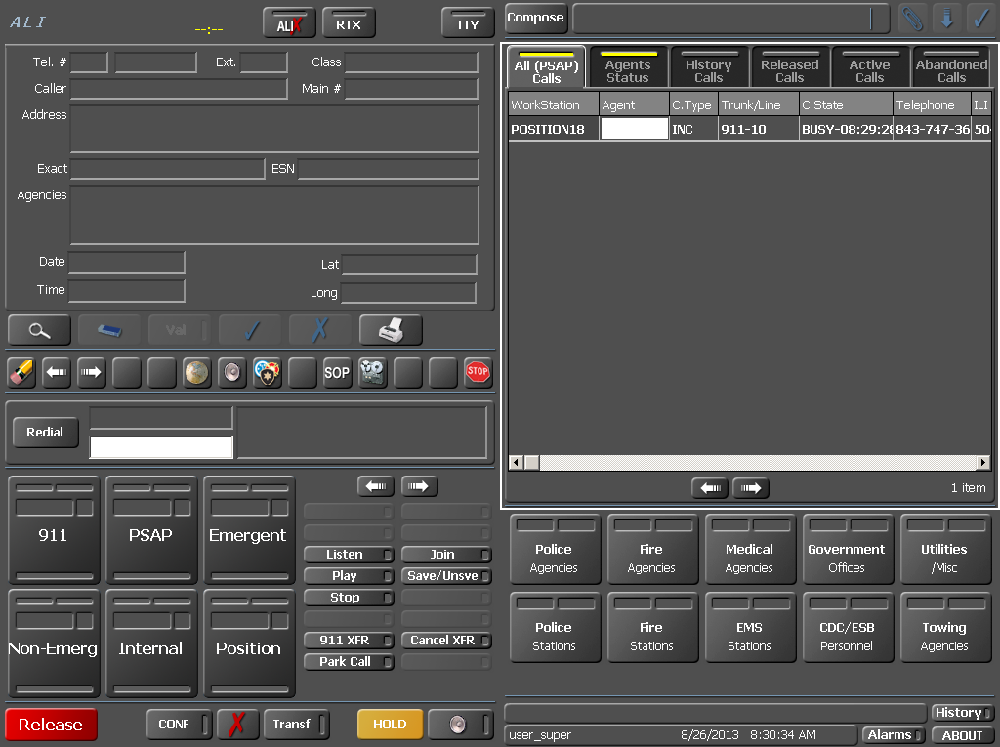 ALI
--:--
ALI
RTX
TTY
Compose
Tel. #
Ext.
Class
Caller
Main #
Address
Exact
ESN
Agencies
Date
Lat
Time
Long
Val
SOP
STOP
Redial
All (PSAP)
Calls
Agents
Status
History
Calls
Released
Calls
Active
Calls
Abandoned
Calls
WorkStation Agent C.Type Trunk/Line C.State Telephone ILI
POSITION18 INC 911-10 BUSY-08:29:28 843-747-36 50
1 item
911
PSAP
Emergent
Non-Emerg
Internal
Position
Listen
Join
Play
Save/Unsve
Stop
911 XFR
Cancel XFR
Park Call
Police
Agencies
Fire
Agencies
Medical
Agencies
Government
Offices
Utilities
/Misc
Police
Stations
Fire
Stations
EMS
Stations
CDC/ESB
Personnel
Towing
Agencies
Release
CONF
Transf
HOLD
History
user_super 8/26/2013 8:30:34 AM
Alarms
ABOUT